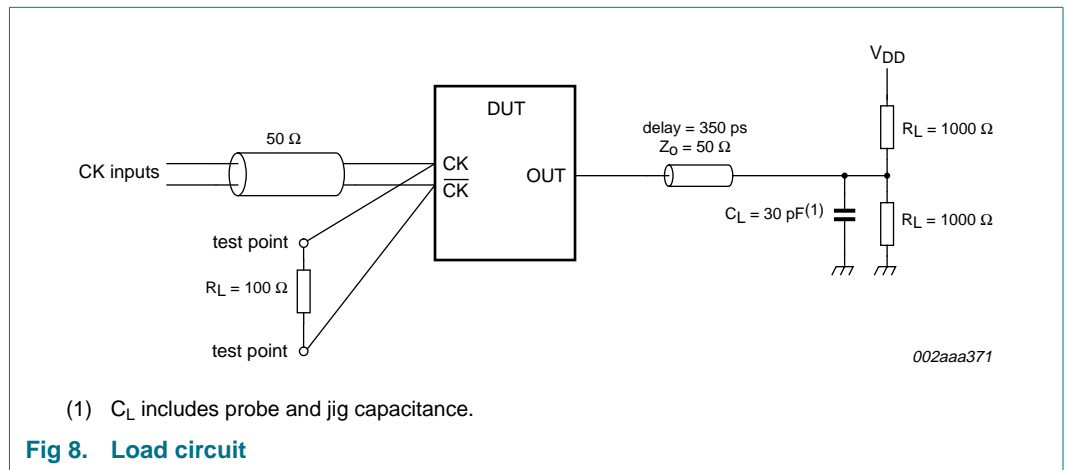 V_DD
DUT
delay = 350 ps
Z_O = 50 Ω
R_L = 1000 Ω
50 Ω
CK inputs
CK
C̅K̅
OUT
C_L = 30 pF(1)
R_L = 1000 Ω
test point
R_L = 100 Ω
test point
002aaa371
(1) C_L includes probe and jig capacitance.
Fig 8. Load circuit